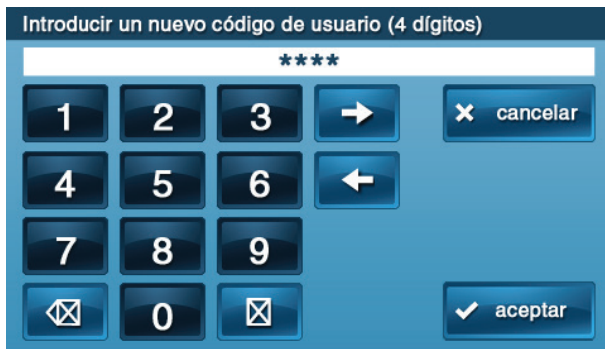 Introducir un nuevo código de usuario (4 dígitos)
****
1 2 3 cancelar
4 5 6
7 8 9
0 aceptar